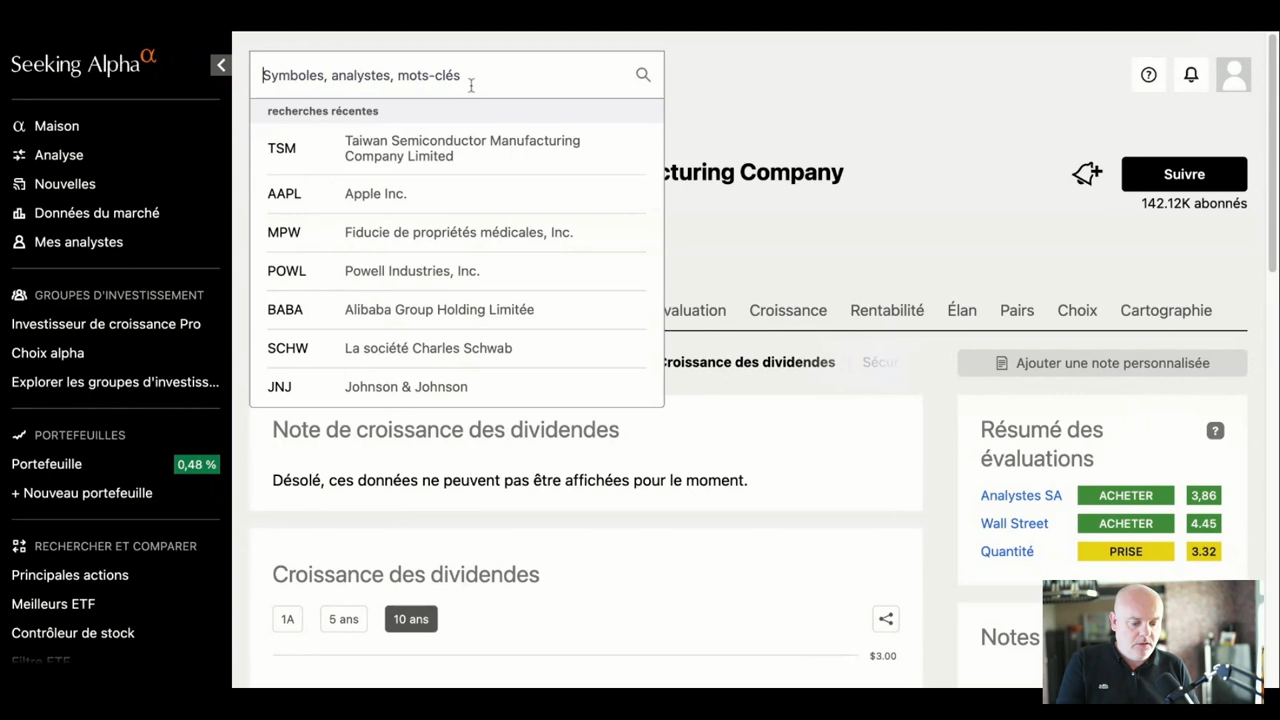 Seeking Alpha α
Maison
Analyse
Nouvelles
Données du marché
Mes analystes
GROUPES D'INVESTISSEMENT
Investisseur de croissance Pro
Choix alpha
Explorer les groupes d'investiss...
PORTEFEUILLES
Portefeuille 0,48 %
+ Nouveau portefeuille
RECHERCHER ET COMPARER
Principales actions
Meilleurs ETF
Contrôleur de stock
Filtre ETF
Symboles, analystes, mots-clés
recherches récentes
TSM Taiwan Semiconductor Manufacturing
Company Limited
AAPL Apple Inc.
MPW Fiducie de propriétés médicales, Inc.
POWL Powell Industries, Inc.
BABA Alibaba Group Holding Limitée
SCHW La société Charles Schwab
JNJ Johnson & Johnson
cturing Company
Suivre
142.12K abonnés
valuation Croissance Rentabilité Élan Pairs Choix Cartographie
Croissance des dividendes Sécur
Ajouter une note personnalisée
Note de croissance des dividendes
Désolé, ces données ne peuvent pas être affichées pour le moment.
Croissance des dividendes
1A 5 ans 10 ans
$3.00
Résumé des
évaluations
?
Analystes SA ACHETER 3,86
Wall Street ACHETER 4.45
Quantité PRISE 3.32
Notes